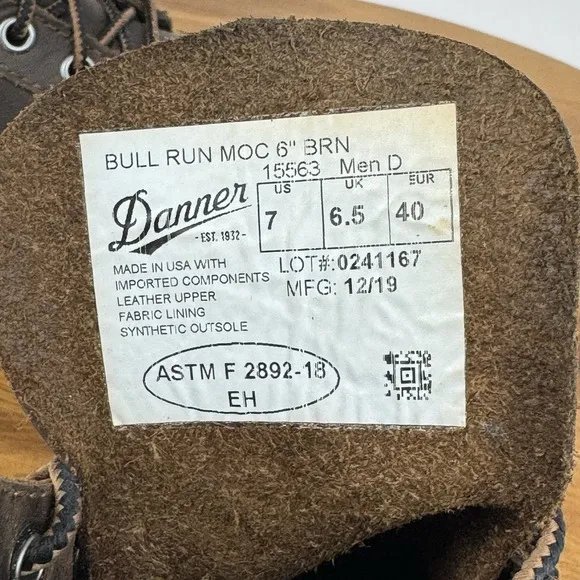 BULL RUN MOC 6" BRN
15563 Men D
Danner
-EST. 1932-
US UK EUR
7 6.5 40
MADE IN USA WITH
IMPORTED COMPONENTS
LEATHER UPPER
FABRIC LINING
SYNTHETIC OUTSOLE
LOT#:0241167
MFG: 12/19
ASTM F 2892-18
EH